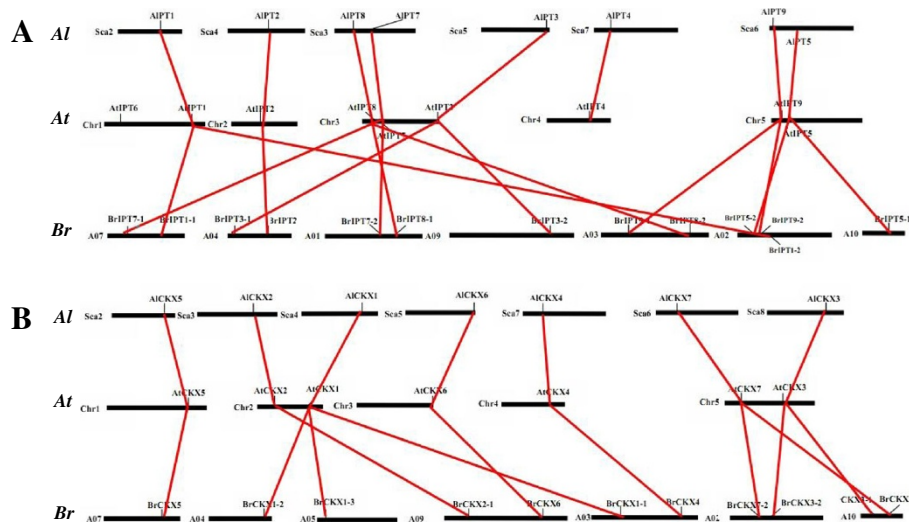 A
Al
AlPT1
AlPT2
AlPT8
AlPT7
AlPT3
AlPT4
AlPT9
AlPT5
Sca2
Sca4
Sca3
Sca5
Sca7
Sca6
At
AtIPT6
AtIPT1
AtIPT2
AtIPT8
AtIPT4
AtIPT9
AtIPT5
Chr1
Chr2
Chr3
Chr4
Chr5
Br
BrIPT7-1
BrIPT1-1
BrIPT3-1
BrIPT7-2
BrIPT8-1
BrIPT3-2
BrIPT5-2
BrIPT9-2
BrIPT5-1
BrIPT1-2
A07
A04
A01
A09
A03
A02
A10
B
Al
AlCKX5
AlCKX2
AlCKX1
AlCKX6
AlCKX4
AlCKX7
AlCKX3
Sca2
Sca3
Sca4
Sca5
Sca7
Sca6
Sca8
At
AtCKX5
AtCKX2
AtCKX1
AtCKX6
AtCKX4
AtCKX7
AtCKX3
Chr1
Chr2
Chr3
Chr4
Chr5
Br
BrCKX5
BrCKX1-2
BrCKX1-3
BrCKX2-1
BrCKX6
BrCKX1-1
BrCKX4
BrCKX7-2
BrCKX3-2
A07
A04
A05
A09
A03
A02
A10